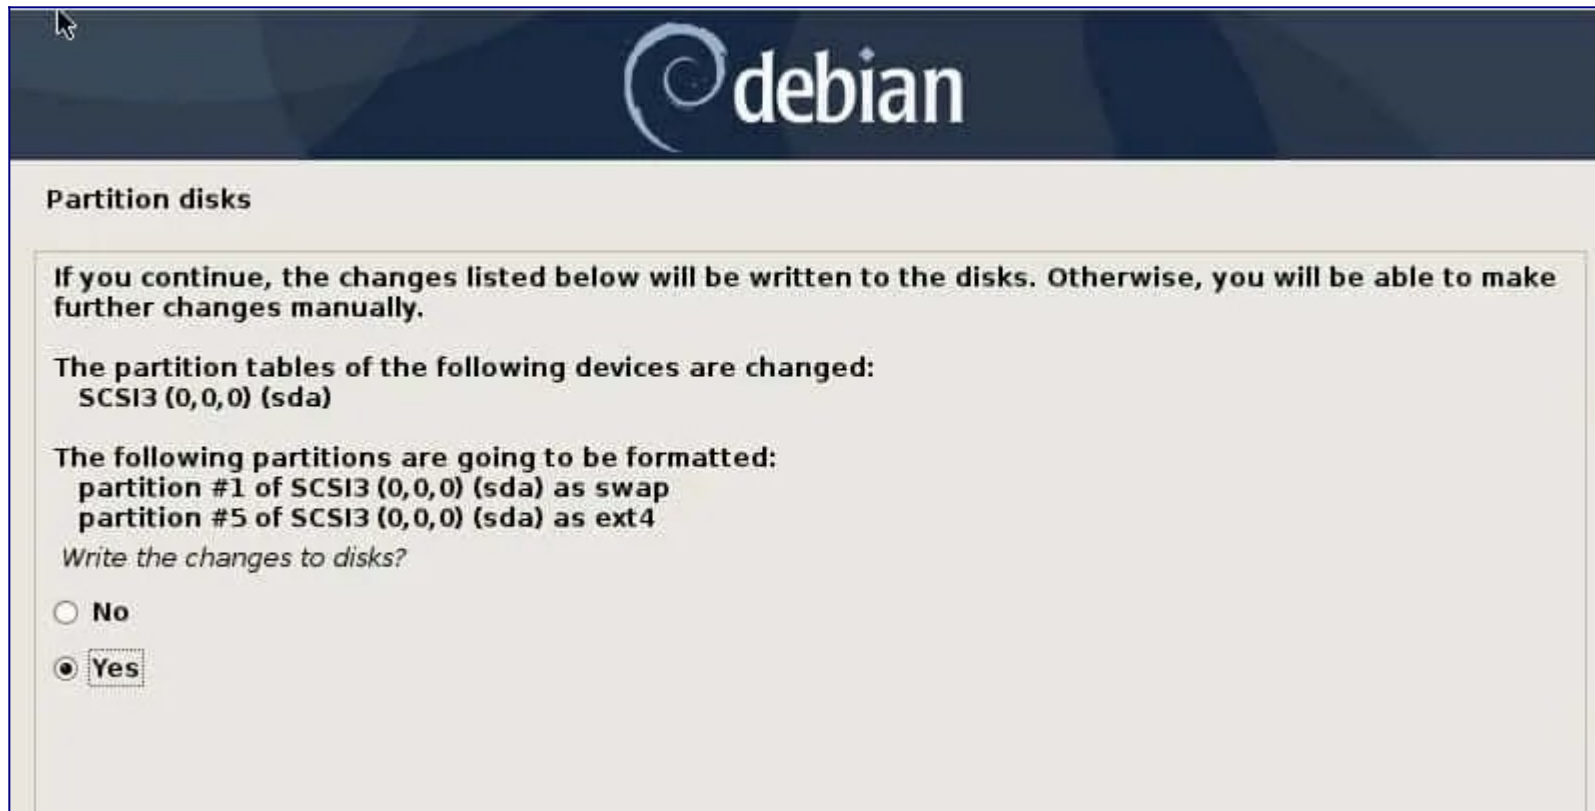 debian
Partition disks
If you continue, the changes listed below will be written to the disks. Otherwise, you will be able to make
further changes manually.
The partition tables of the following devices are changed:
SCSI3 (0,0,0) (sda)
The following partitions are going to be formatted:
partition #1 of SCSI3 (0,0,0) (sda) as swap
partition #5 of SCSI3 (0,0,0) (sda) as ext4
Write the changes to disks?
No
Yes